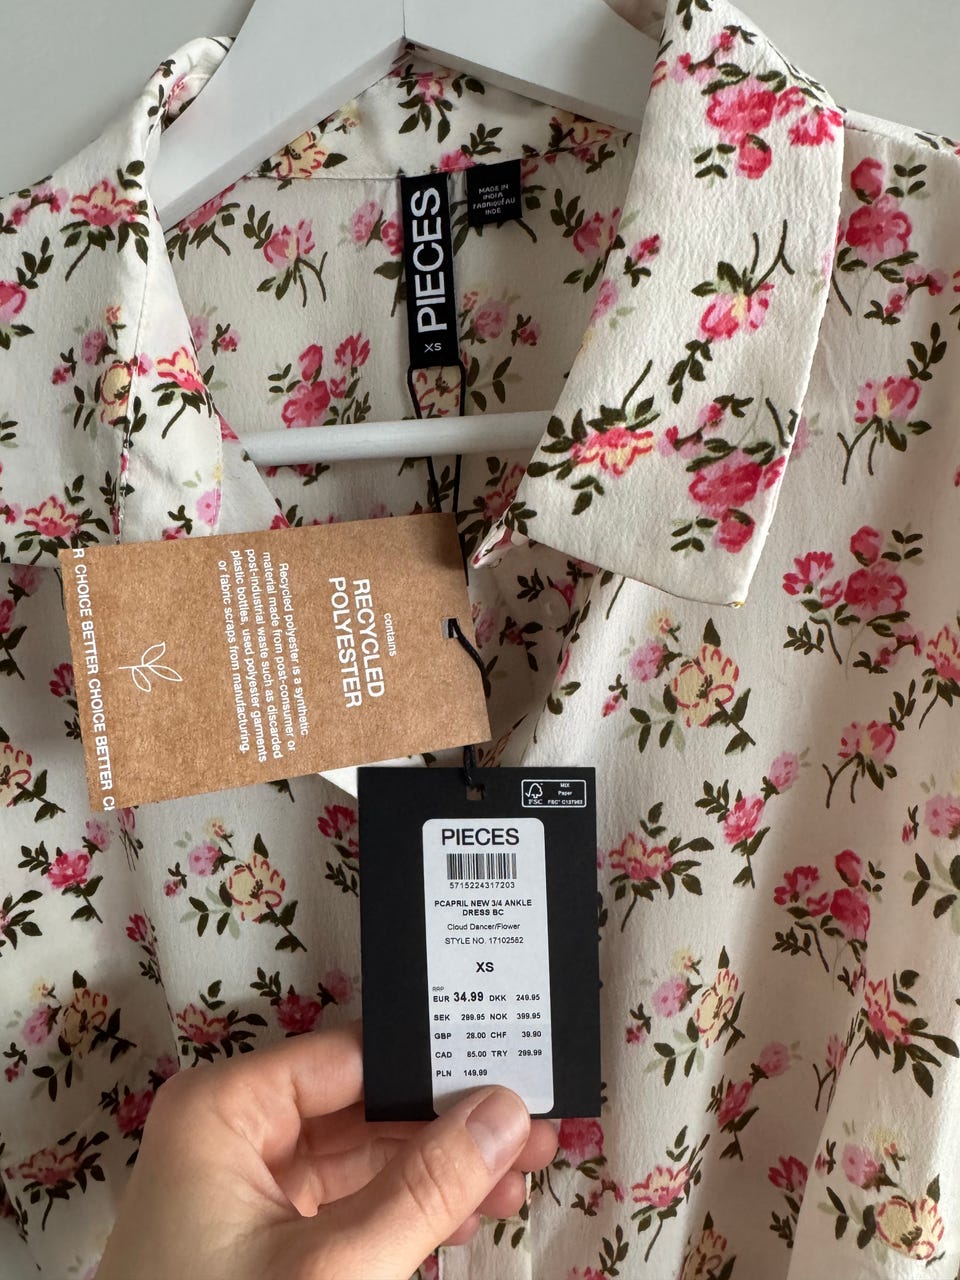 PIECES
XS
MADE IN
INDIA
FABRIQUÉ AU
INDE
contains
RECYCLED
POLYESTER
Recycled polyester is a synthetic
material made from post-consumer or
post-industrial waste such as discarded
plastic bottles, used polyester garments
or fabric scraps from manufacturing.
R CHOICE BETTER CHOICE BETTER CH
FSC
MIX
Paper
FSC® C137963
PIECES
5715224317203
PCAPRIL NEW 3/4 ANKLE
DRESS BC
Cloud Dancer/Flower
STYLE NO. 17102582
XS
RRP
EUR 34.99 DKK 249.95
SEK 299.95 NOK 399.95
GBP 28.00 CHF 39.90
CAD 85.00 TRY 299.99
PLN 149.99